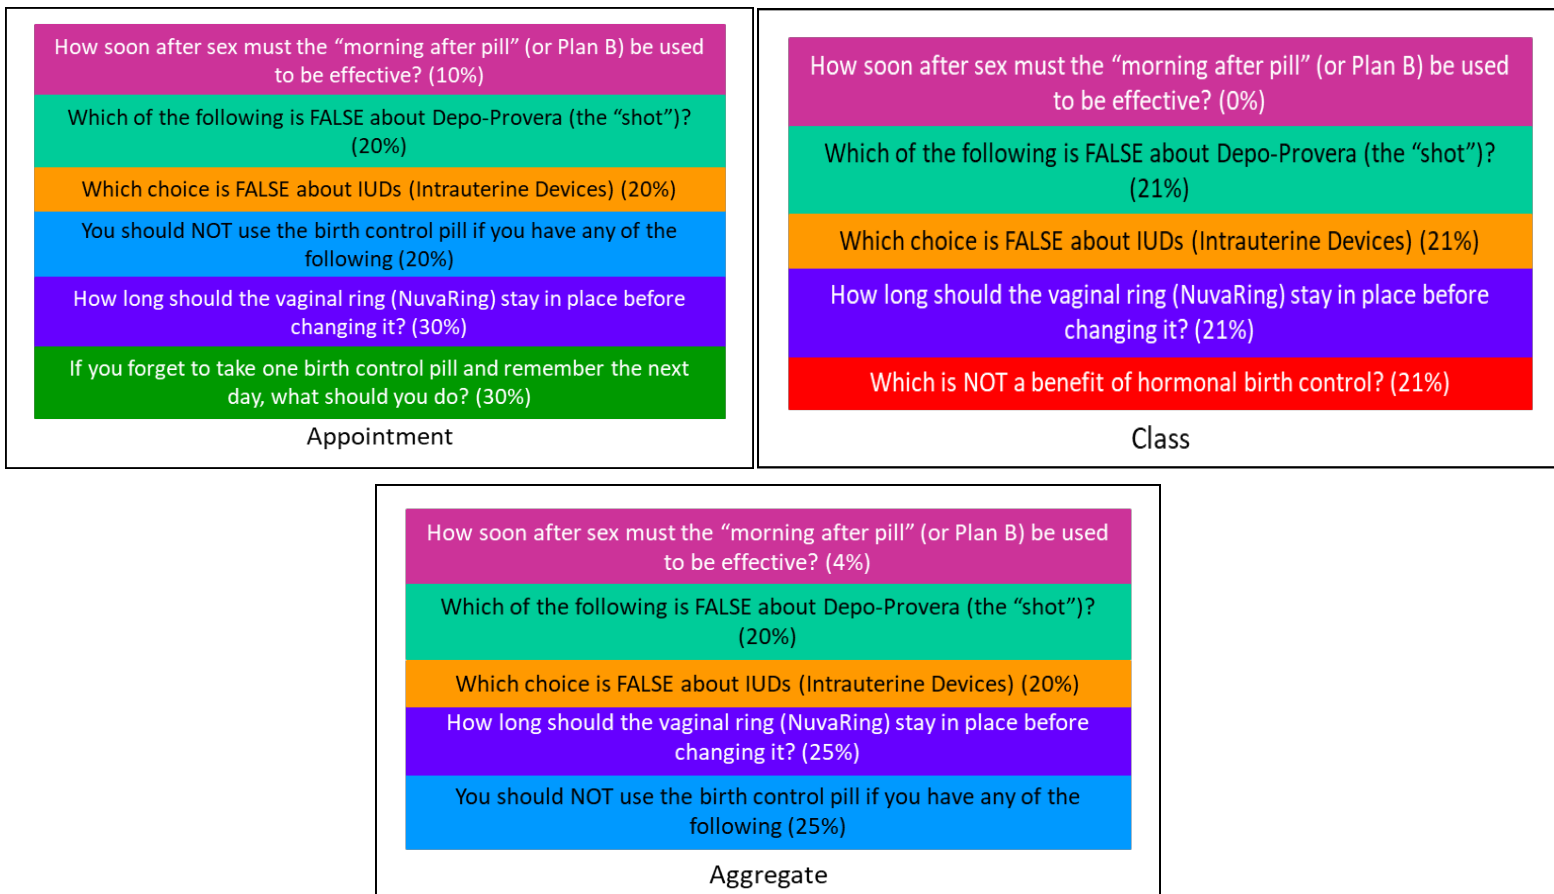 How soon after sex must the “morning after pill” (or Plan B) be used
to be effective? (10%)
Which of the following is FALSE about Depo-Provera (the “shot”)?
(20%)
Which choice is FALSE about IUDs (Intrauterine Devices) (20%)
You should NOT use the birth control pill if you have any of the
following (20%)
How long should the vaginal ring (NuvaRing) stay in place before
changing it? (30%)
If you forget to take one birth control pill and remember the next
day, what should you do? (30%)
Appointment
How soon after sex must the “morning after pill” (or Plan B) be used
to be effective? (0%)
Which of the following is FALSE about Depo-Provera (the “shot”)?
(21%)
Which choice is FALSE about IUDs (Intrauterine Devices) (21%)
How long should the vaginal ring (NuvaRing) stay in place before
changing it? (21%)
Which is NOT a benefit of hormonal birth control? (21%)
Class
How soon after sex must the “morning after pill” (or Plan B) be used
to be effective? (4%)
Which of the following is FALSE about Depo-Provera (the “shot”)?
(20%)
Which choice is FALSE about IUDs (Intrauterine Devices) (20%)
How long should the vaginal ring (NuvaRing) stay in place before
changing it? (25%)
You should NOT use the birth control pill if you have any of the
following (25%)
Aggregate